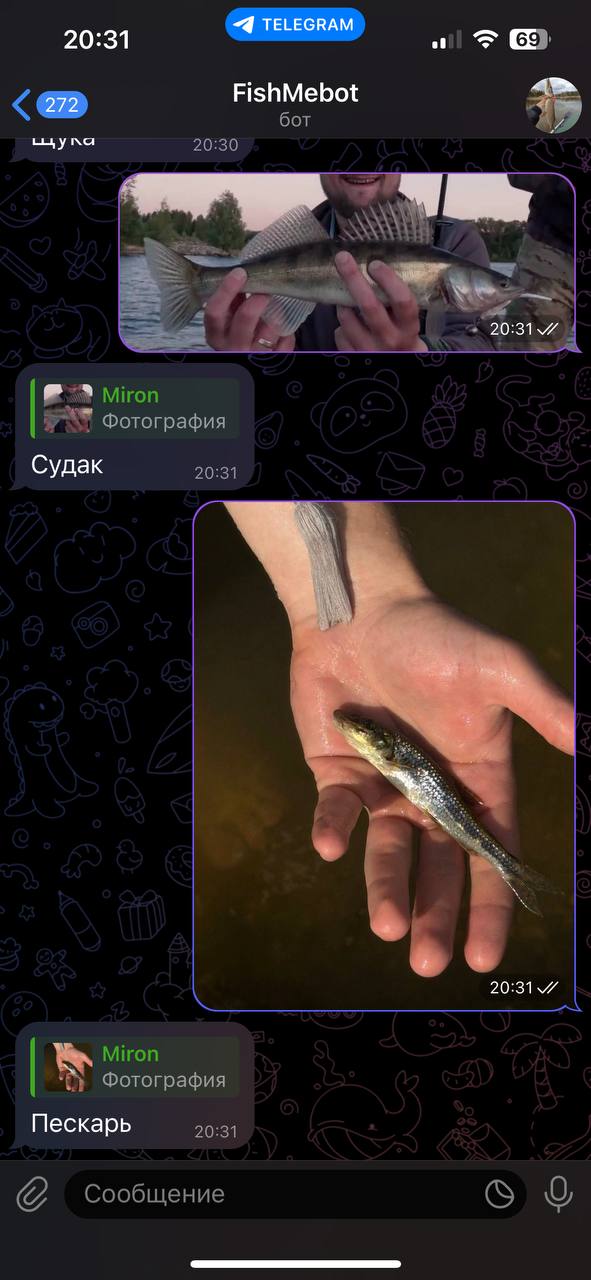 20:31
TELEGRAM
69
272
FishMebot
бот
Щука
20:30
20:31
Miron
Фотография
Судак
20:31
20:31
Miron
Фотография
Пескарь
20:31
Сообщение